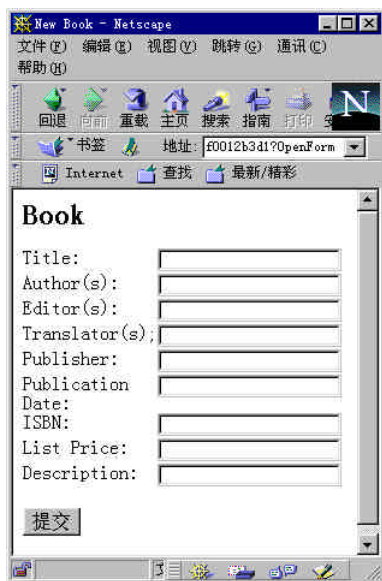 New Book - Netscape
文件(F) 编辑(E) 视图(V) 跳转(G) 通讯(C)
帮助(H)
回退 向前 重载 主页 搜索 指南 打印
N
书签 地址: f0012b3d1?OpenForm
Internet 查找 最新/精彩
Book
Title:
Author(s):
Editor(s):
Translator(s);
Publisher:
Publication
Date:
ISBN:
List Price:
Description:
提交